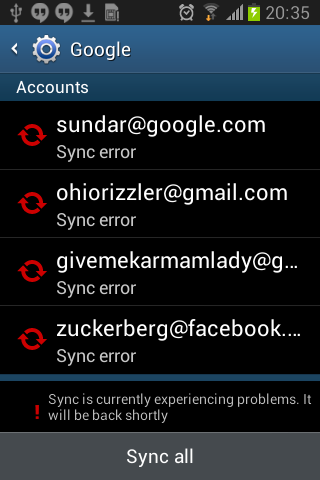 20:35
Google
Accounts
sundar@google.com
Sync error
ohiorizzler@gmail.com
Sync error
givemekarmamlady@g...
Sync error
zuckerberg@facebook....
Sync error
Sync is currently experiencing problems. It
will be back shortly
Sync all